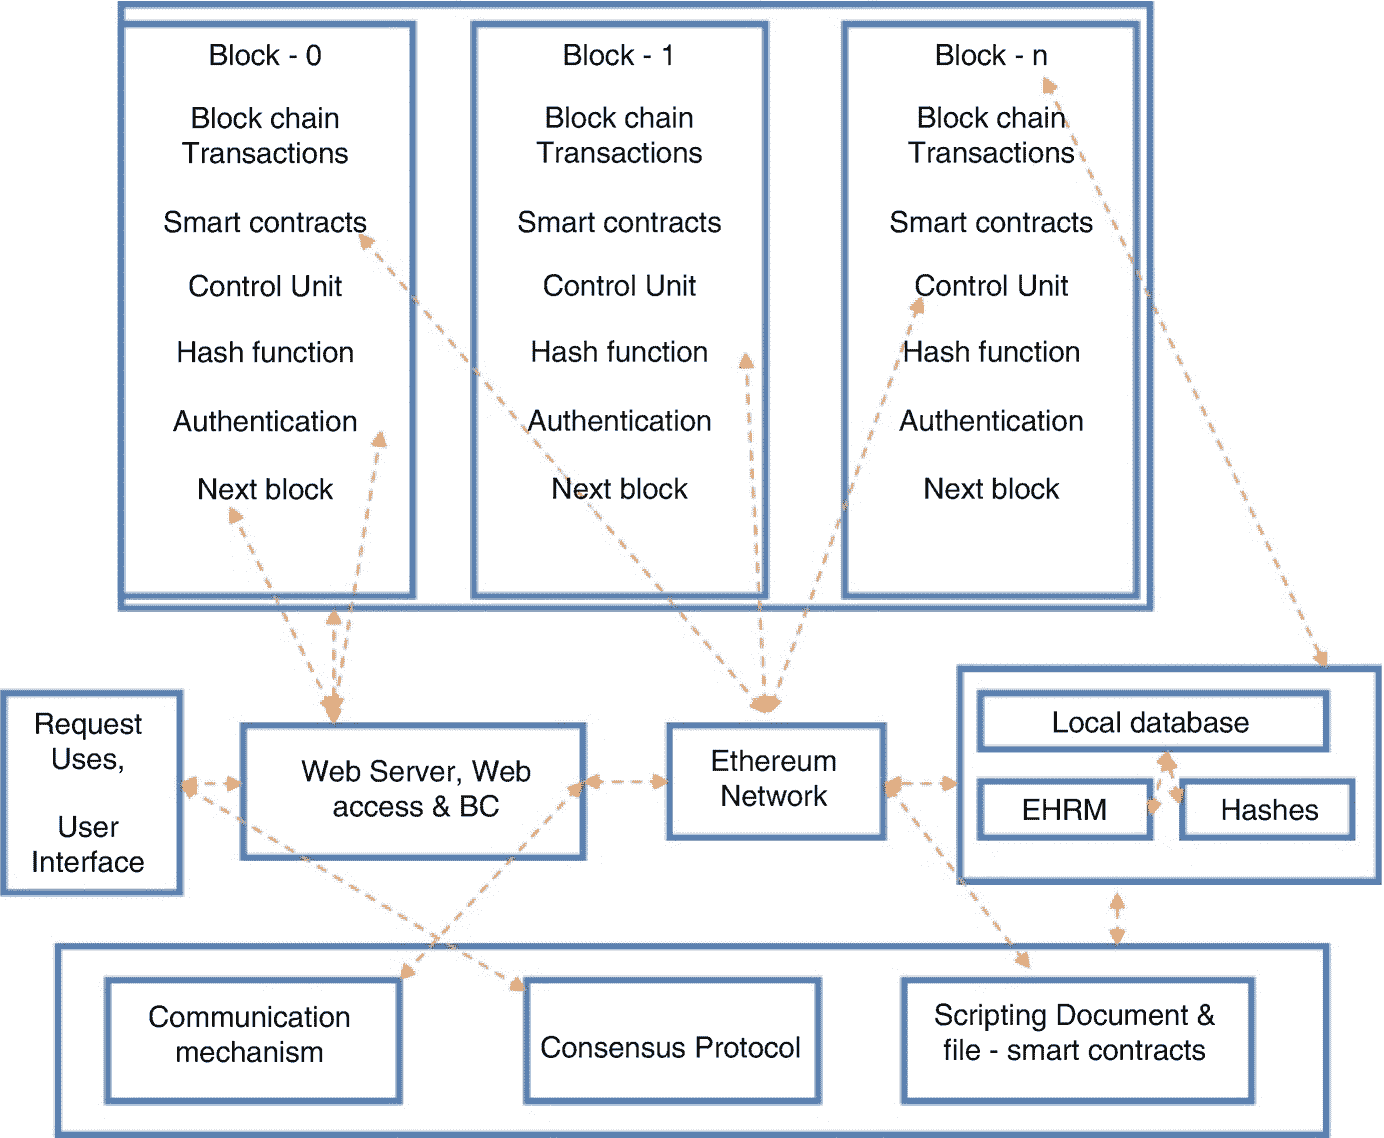 Block - 0
Block chain
Transactions
Smart contracts
Control Unit
Hash function
Authentication
Next block
Block - 1
Block chain
Transactions
Smart contracts
Control Unit
Hash function
Authentication
Next block
Block - n
Block chain
Transactions
Smart contracts
Control Unit
Hash function
Authentication
Next block
Request
Uses,
User
Interface
Web Server, Web
access & BC
Ethereum
Network
Local database
EHRM
Hashes
Communication
mechanism
Consensus Protocol
Scripting Document &
file - smart contracts